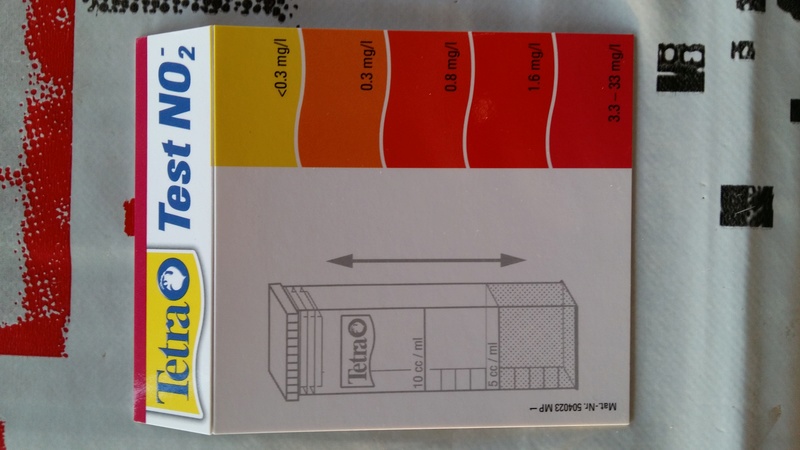 Tetra Test NO₂⁻
<0.3 mg/l
0.3 mg/l
0.8 mg/l
1.6 mg/l
3.3 – 33 mg/l
Tetra
10 cc / ml
5 cc / ml
Mat.-Nr. 504023 MP –